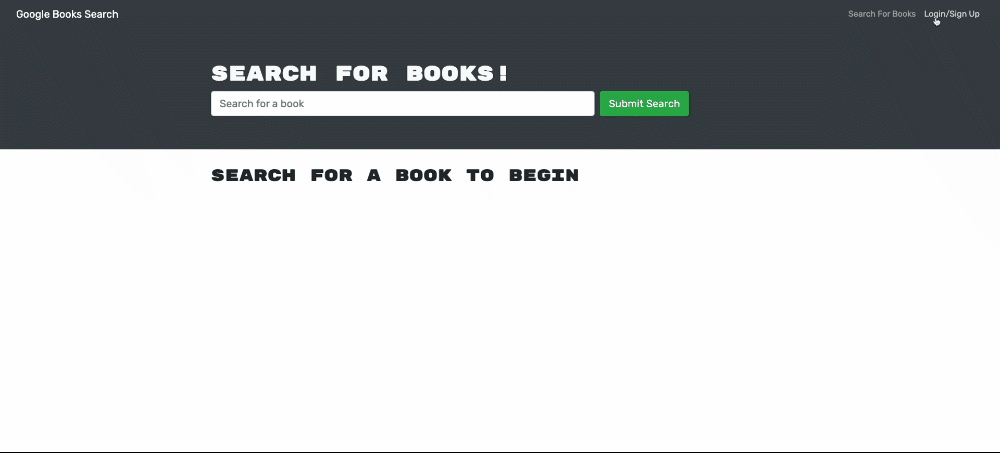 Google Books Search
Search For Books Login/Sign Up
SEARCH FOR BOOKS!
Search for a book
Submit Search
SEARCH FOR A BOOK TO BEGIN